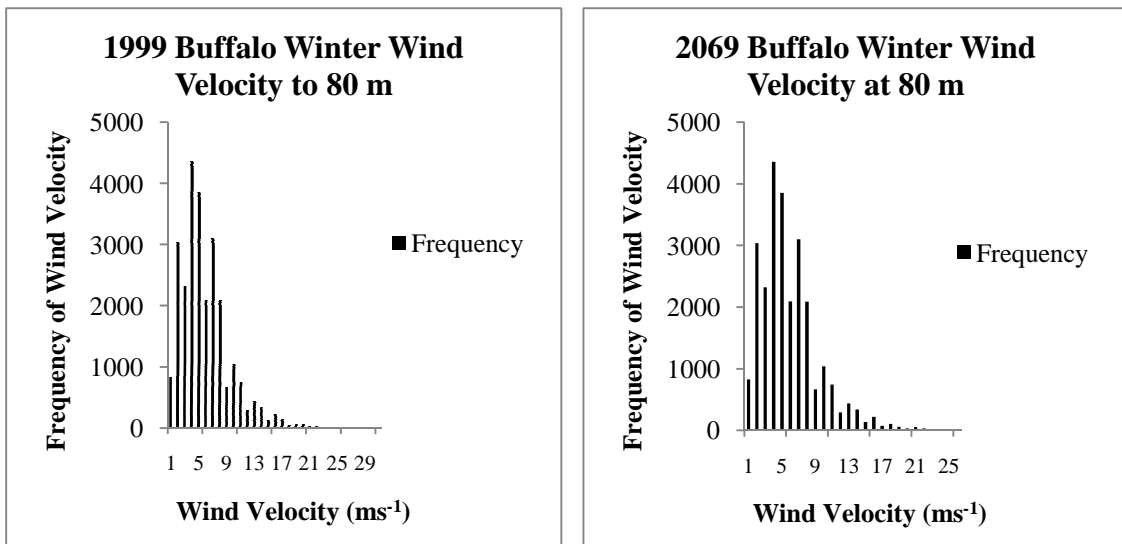 1999 Buffalo Winter Wind
Velocity to 80 m
Frequency of Wind Velocity
5000
4000
3000
2000
1000
0
1 5 9 13 17 21 25 29
Wind Velocity (ms⁻¹)
Frequency
2069 Buffalo Winter Wind
Velocity at 80 m
Frequency of Wind Velocity
5000
4000
3000
2000
1000
0
1 5 9 13 17 21 25
Wind Velocity (ms⁻¹)
Frequency